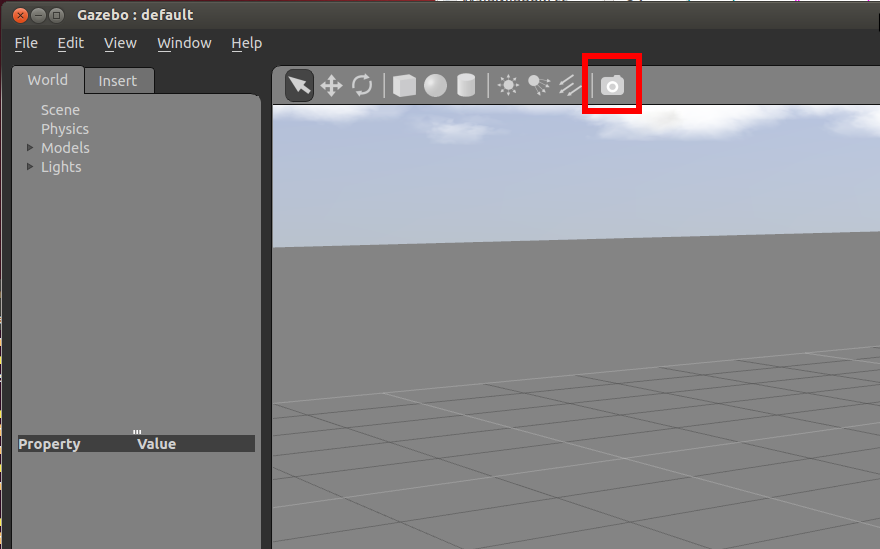 Gazebo : default
File Edit View Window Help
World Insert
Scene
Physics
Models
Lights
Property Value